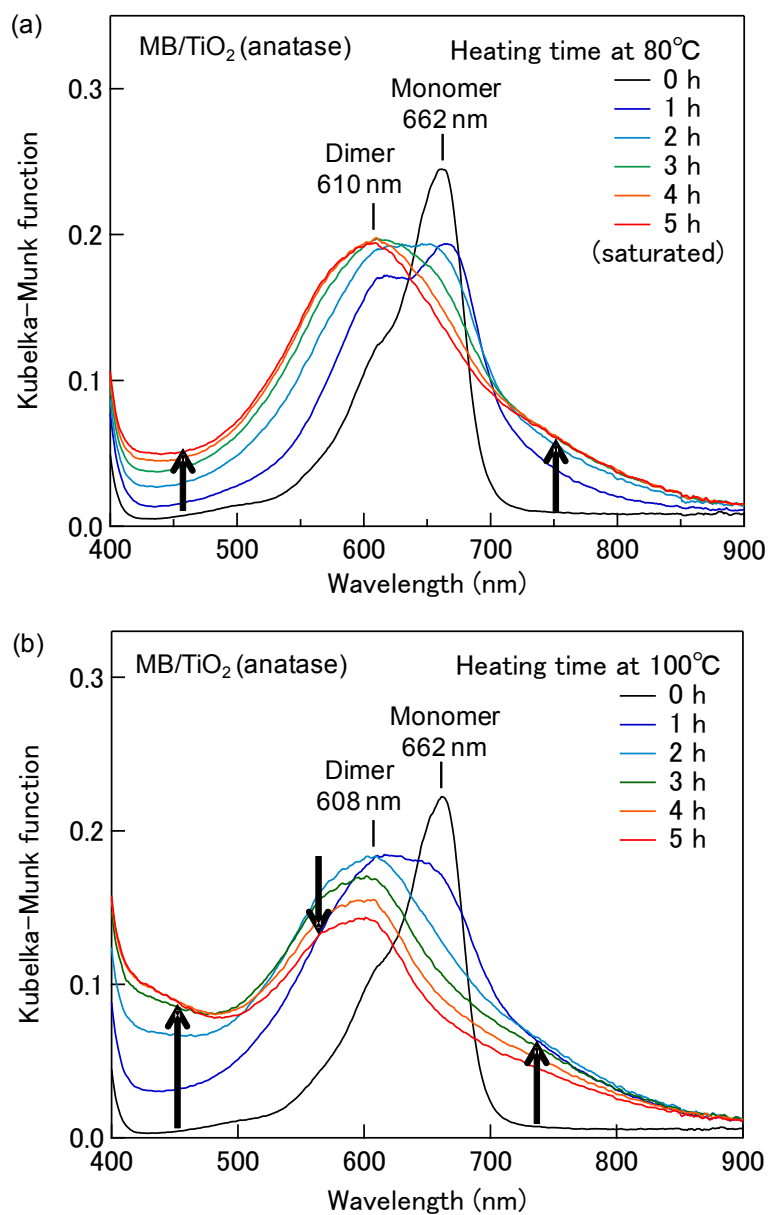 (a)
MB/TiO₂ (anatase)
Heating time at 80℃
0 h
1 h
2 h
3 h
4 h
5 h
(saturated)
Monomer
662 nm
Dimer
610 nm
0.3
0.2
0.1
0.0
Kubelka-Munk function
400
500
600
700
800
900
Wavelength (nm)
(b)
MB/TiO₂ (anatase)
Heating time at 100℃
0 h
1 h
2 h
3 h
4 h
5 h
Monomer
662 nm
Dimer
608 nm
0.3
0.2
0.1
0.0
Kubelka-Munk function
400
500
600
700
800
900
Wavelength (nm)